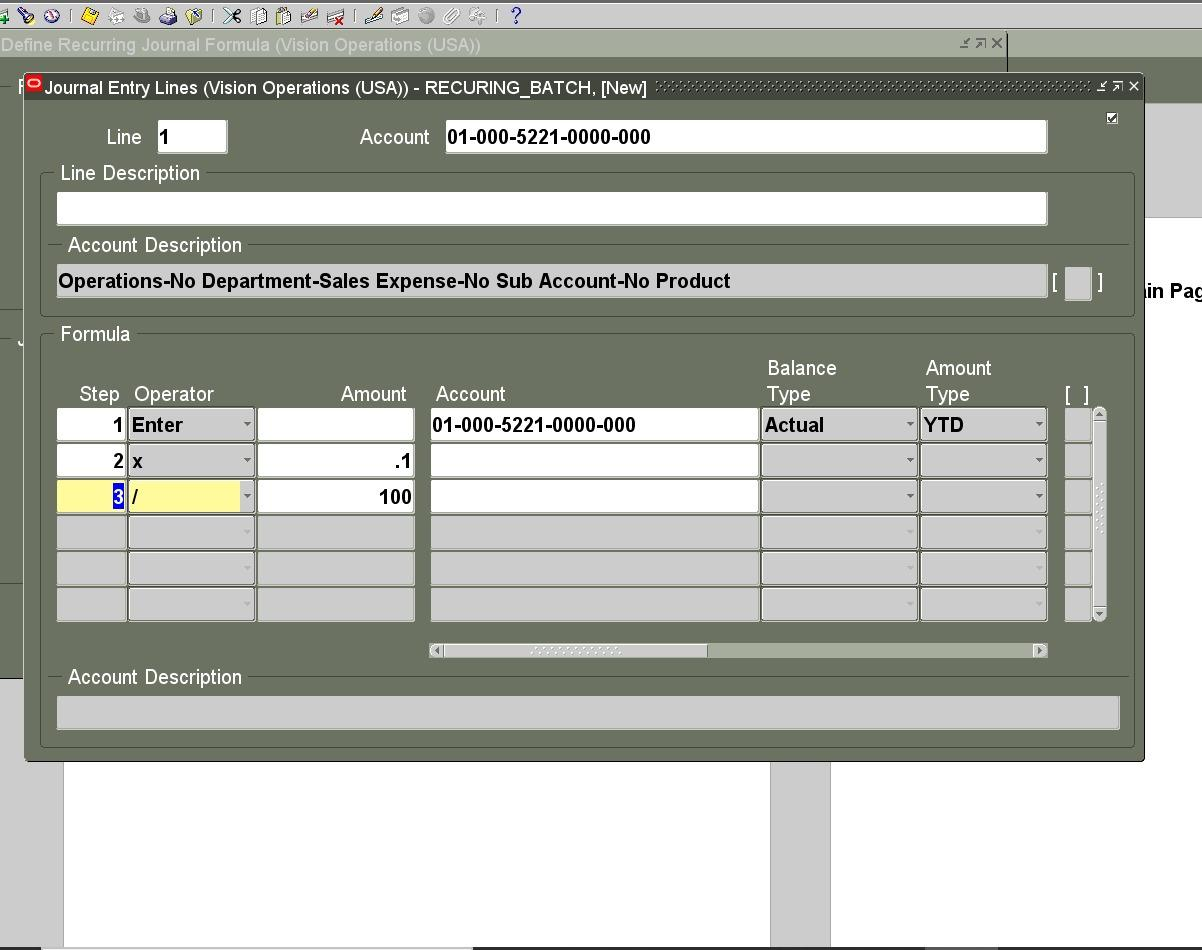 Define Recurring Journal Formula (Vision Operations (USA))
Journal Entry Lines (Vision Operations (USA)) - RECURING_BATCH, [New]
Line 1 Account 01-000-5221-0000-000
Line Description
Account Description
Operations-No Department-Sales Expense-No Sub Account-No Product [ ]
in Pag
Formula
Balance Amount
Step Operator Amount Account Type Type [ ]
1 Enter 01-000-5221-0000-000 Actual YTD
2 x .1
3 / 100
Account Description